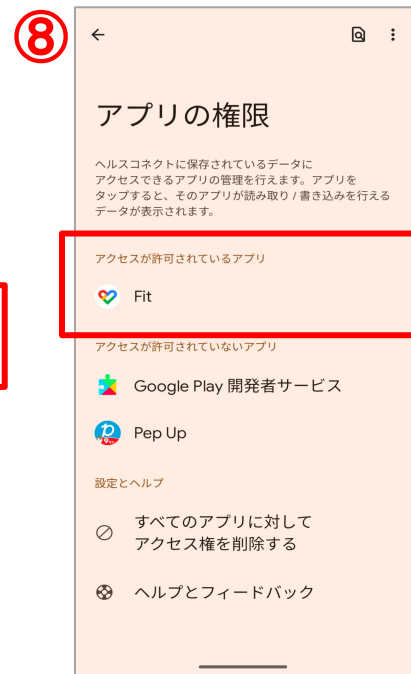 ⑧
アプリの権限
ヘルスコネクトに保存されているデータに
アクセスできるアプリの管理を行えます。アプリを
タップすると、そのアプリが読み取り / 書き込みを行える
データが表示されます。
アクセスが許可されているアプリ
Fit
アクセスが許可されていないアプリ
Google Play 開発者サービス
Pep Up
設定とヘルプ
すべてのアプリに対して
アクセス権を削除する
ヘルプとフィードバック